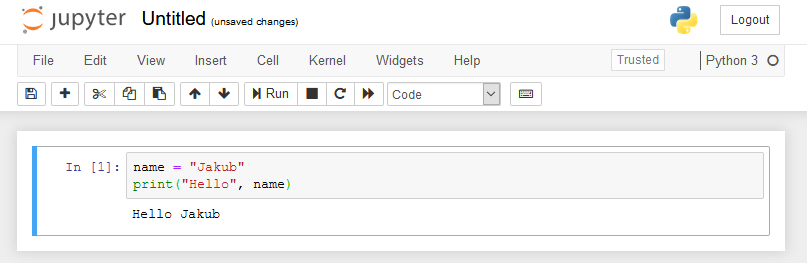 jupyter Untitled (unsaved changes) Logout
File Edit View Insert Cell Kernel Widgets Help Trusted Python 3
Run Code
In [1]: name = "Jakub"
print("Hello", name)
Hello Jakub